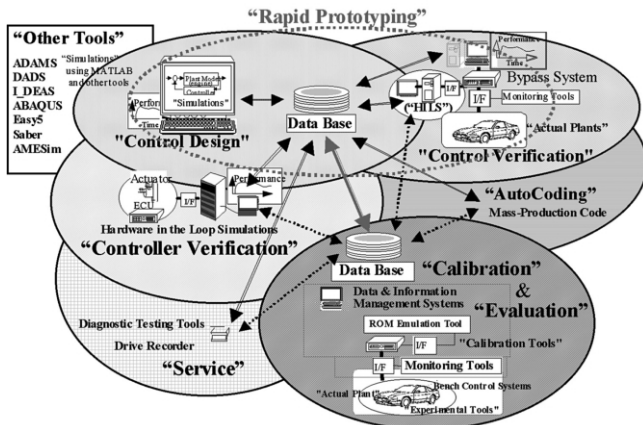 “Rapid Prototyping”
“Other Tools”
ADAMS
DADS
I_DEAS
ABAQUS
Easy5
Saber
AMESim
"Simulations"
using MATLAB
and other tools
Plant Model
(engine)
Controller
"Simulations"
Time
"Control Design"
Data Base
I/F
("HILS")
Performance
Time
Bypass System
I/F
Monitoring Tools
"Actual Plants"
"Control Verification"
Actuator
ECU
I/F
Performance
Hardware in the Loop Simulations
“Controller Verification”
“AutoCoding”
Mass-Production Code
Data Base
“Calibration”
&
“Evaluation”
Data & Information
Management Systems
ROM Emulation Tool
I/F
"Calibration Tools"
I/F
Monitoring Tools
"Actual Plant"
Bench Control Systems
"Experimental Tools"
Diagnostic Testing Tools
Drive Recorder
“Service”